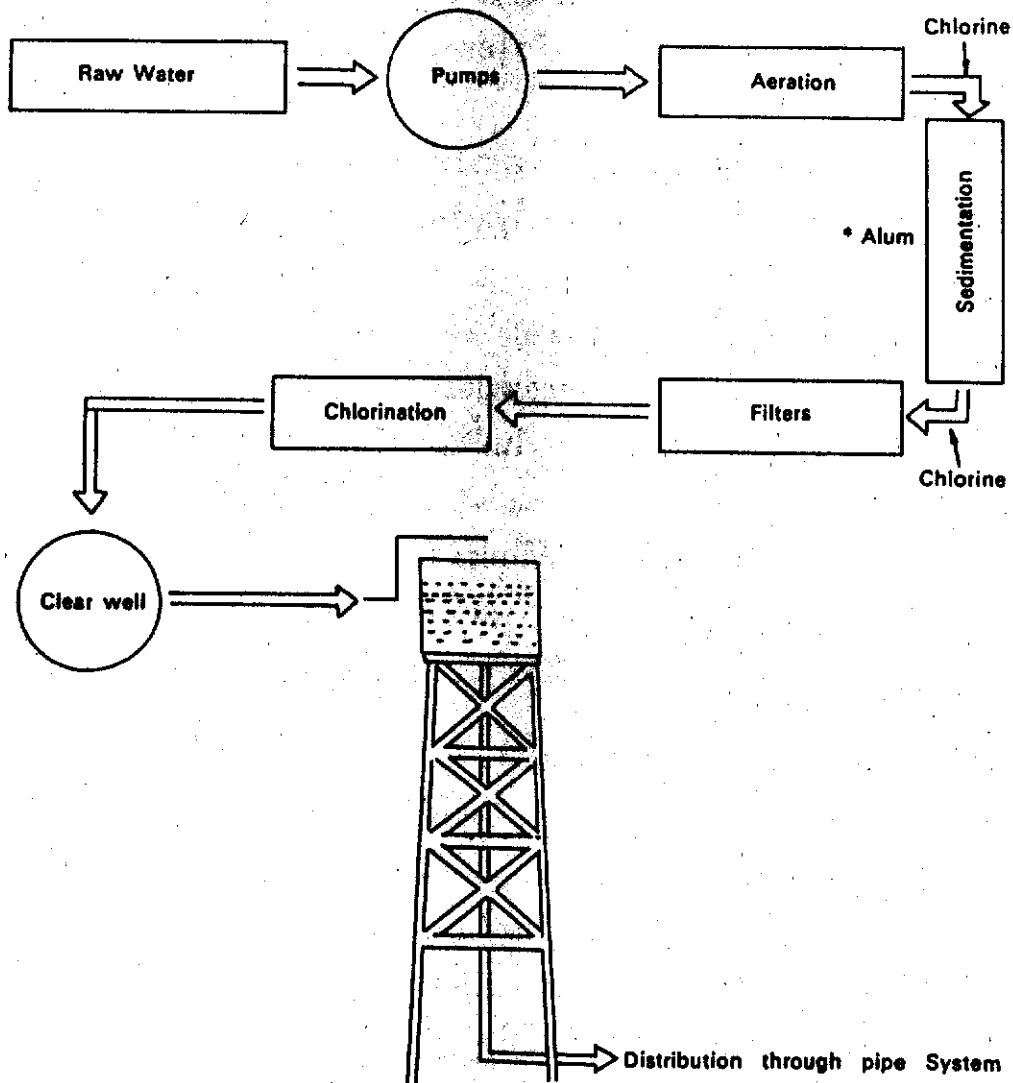 Chlorine
Raw Water
Pumps
Aeration
Sedimentation
* Alum
Chlorination
Filters
Chlorine
Clear well
Distribution through pipe System